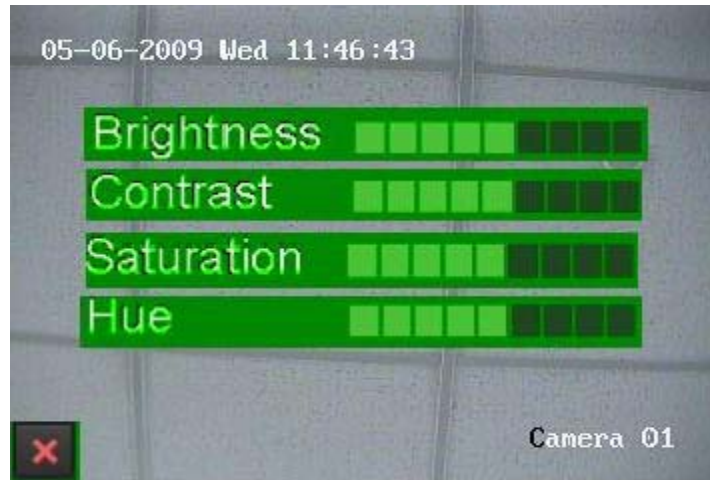 05-06-2009 Wed 11:46:43
Brightness
Contrast
Saturation
Hue
Camera 01